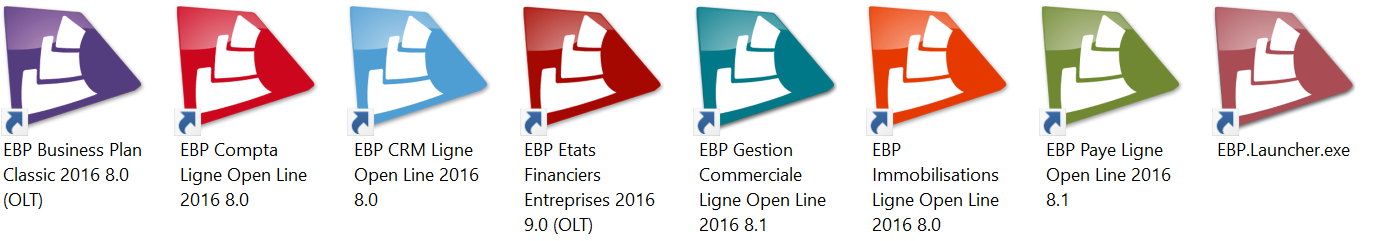 EBP Business Plan
Classic 2016 8.0
(OLT)
EBP Compta
Ligne Open Line
2016 8.0
EBP CRM Ligne
Open Line 2016
8.0
EBP Etats
Financiers
Entreprises 2016
9.0 (OLT)
EBP Gestion
Commerciale
Ligne Open Line
2016 8.1
EBP
Immobilisations
Ligne Open Line
2016 8.0
EBP Paye Ligne
Open Line 2016
8.1
EBP.Launcher.exe